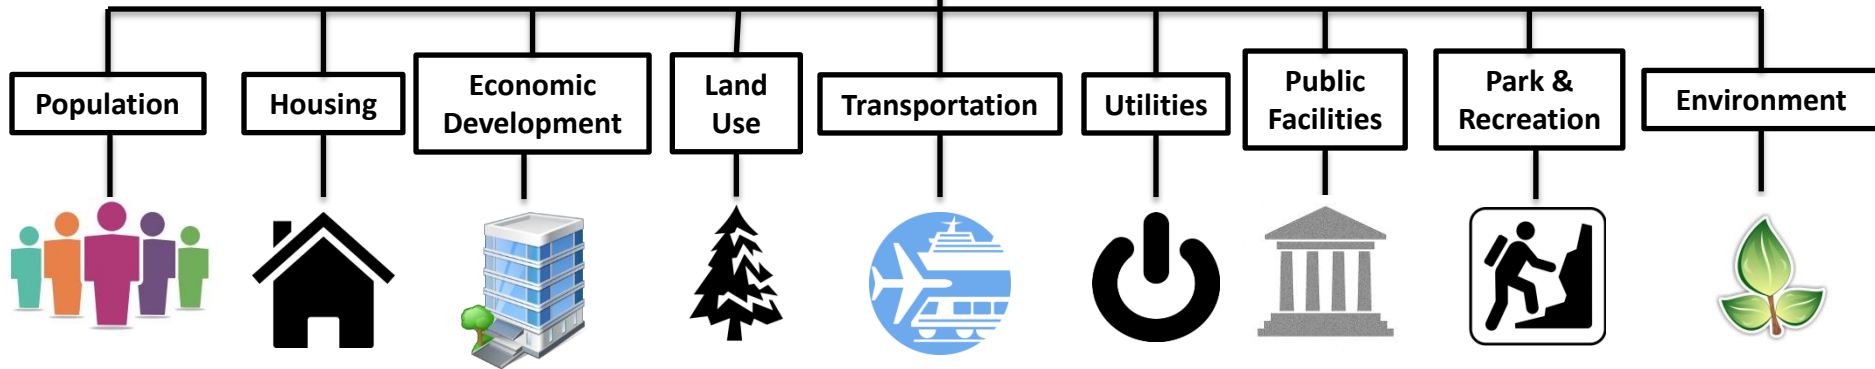 Population
Housing
Economic
Development
Land
Use
Transportation
Utilities
Public
Facilities
Park &
Recreation
Environment